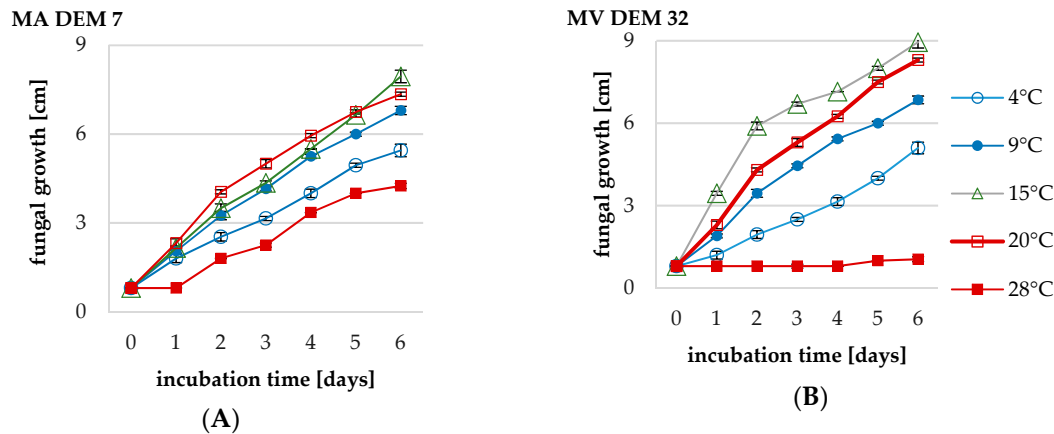 MA DEM 7
fungal growth [cm]
9
6
3
0
0 1 2 3 4 5 6
incubation time [days]
(A)
MV DEM 32
fungal growth [cm]
9
6
3
0
0 1 2 3 4 5 6
incubation time [days]
(B)
4°C
9°C
15°C
20°C
28°C